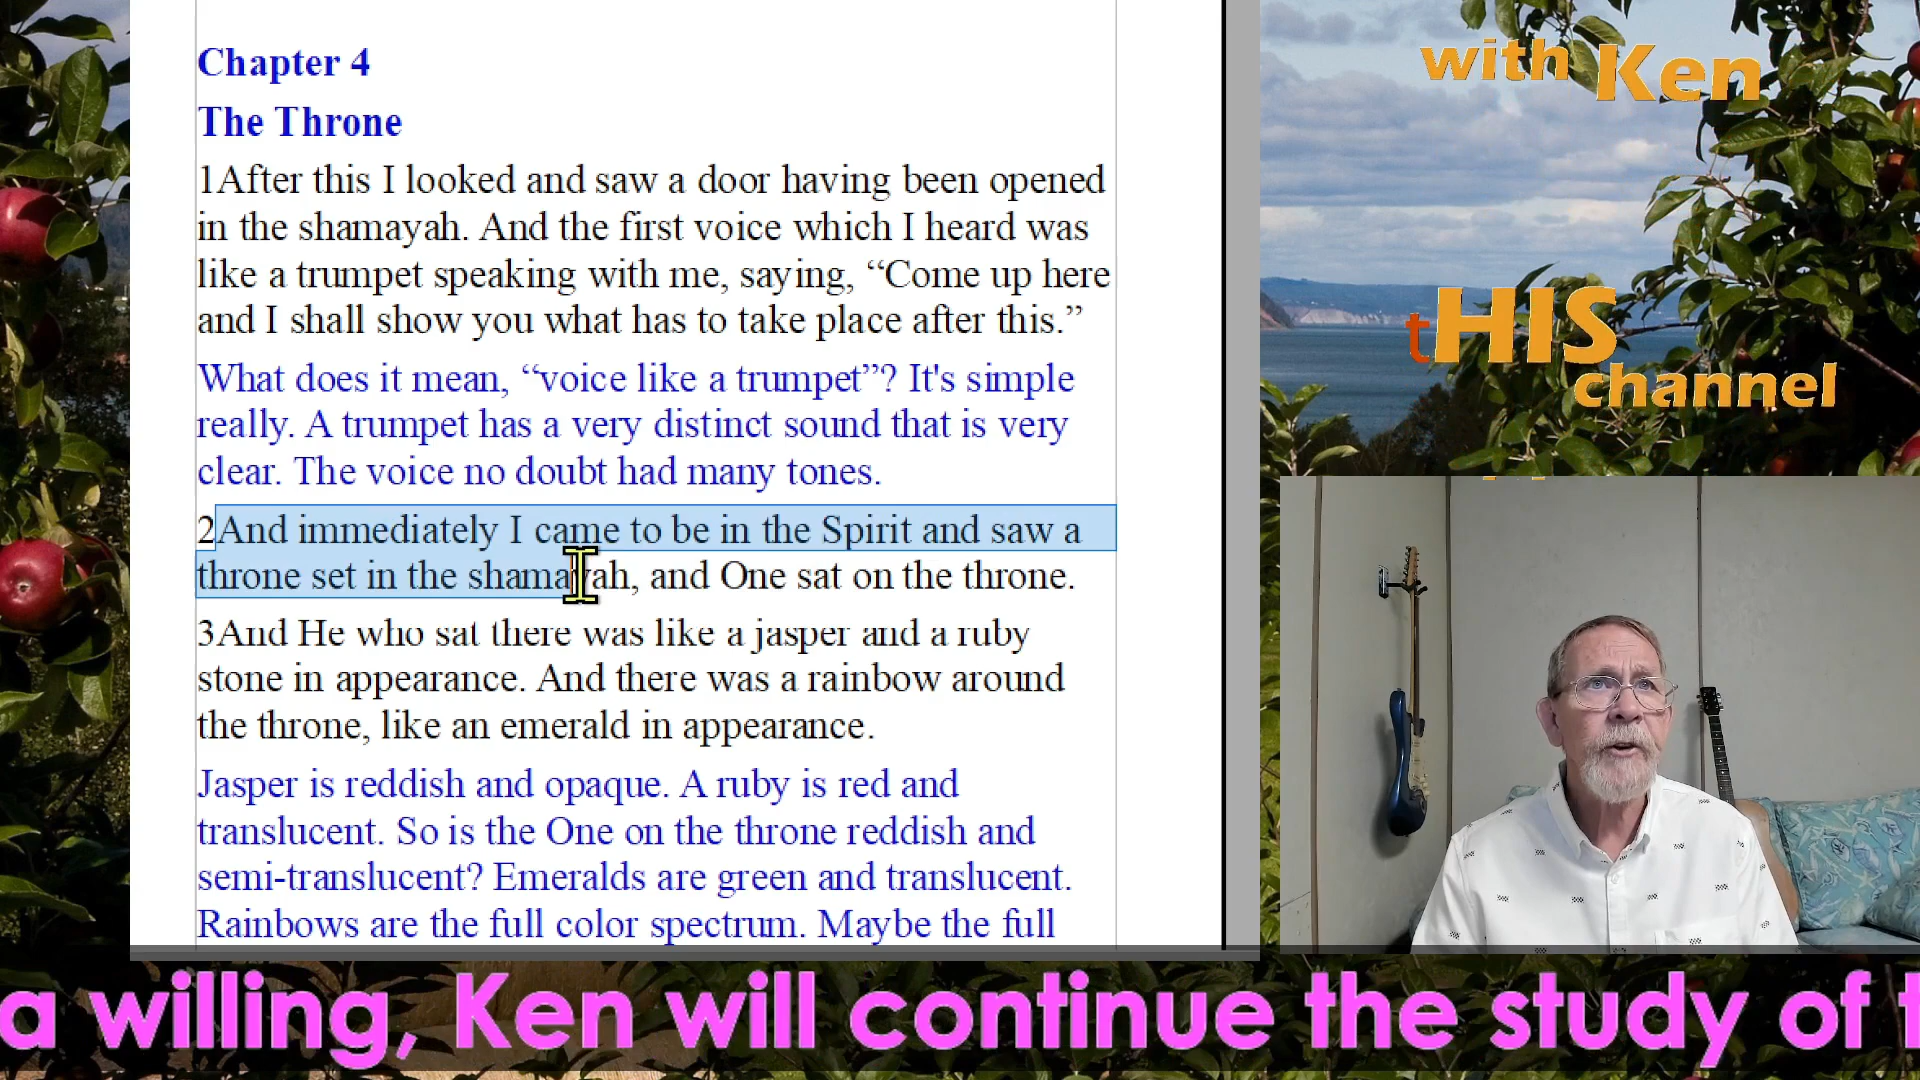 Chapter 4
The Throne
1After this I looked and saw a door having been opened
in the shamayah. And the first voice which I heard was
like a trumpet speaking with me, saying, “Come up here
and I shall show you what has to take place after this.”
What does it mean, “voice like a trumpet”? It's simple
really. A trumpet has a very distinct sound that is very
clear. The voice no doubt had many tones.
2And immediately I came to be in the Spirit and saw a
throne set in the shamayah, and One sat on the throne.
3And He who sat there was like a jasper and a ruby
stone in appearance. And there was a rainbow around
the throne, like an emerald in appearance.
Jasper is reddish and opaque. A ruby is red and
translucent. So is the One on the throne reddish and
semi-translucent? Emeralds are green and translucent.
Rainbows are the full color spectrum. Maybe the full
with Ken
tHIS
channel
a willing, Ken will continue the study of t